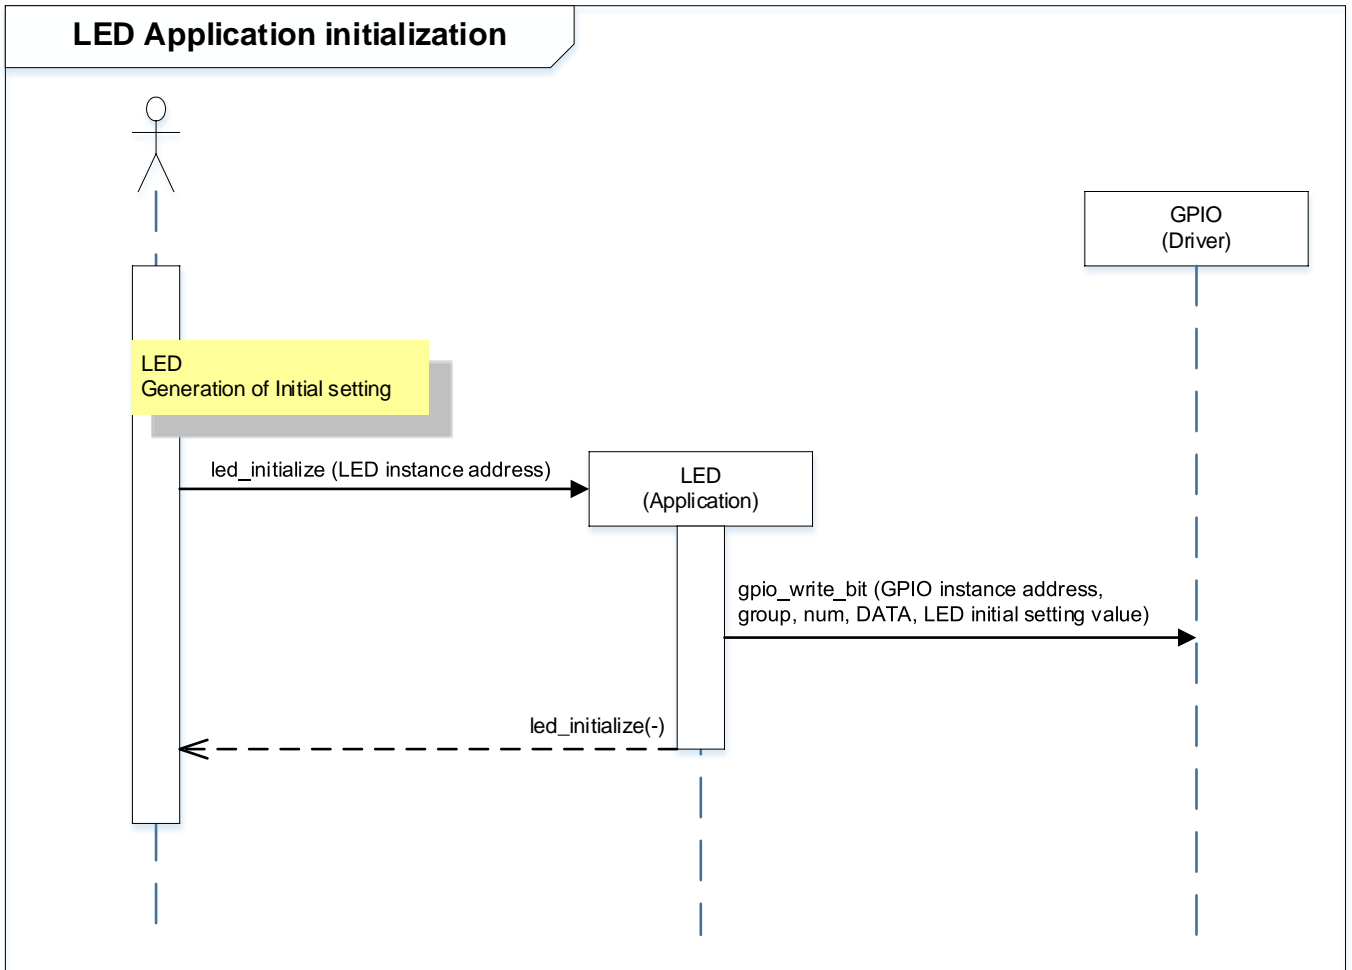 LED Application initialization
GPIO
(Driver)
LED
Generation of Initial setting
led_initialize (LED instance address)
LED
(Application)
gpio_write_bit (GPIO instance address,
group, num, DATA, LED initial setting value)
led_initialize(-)